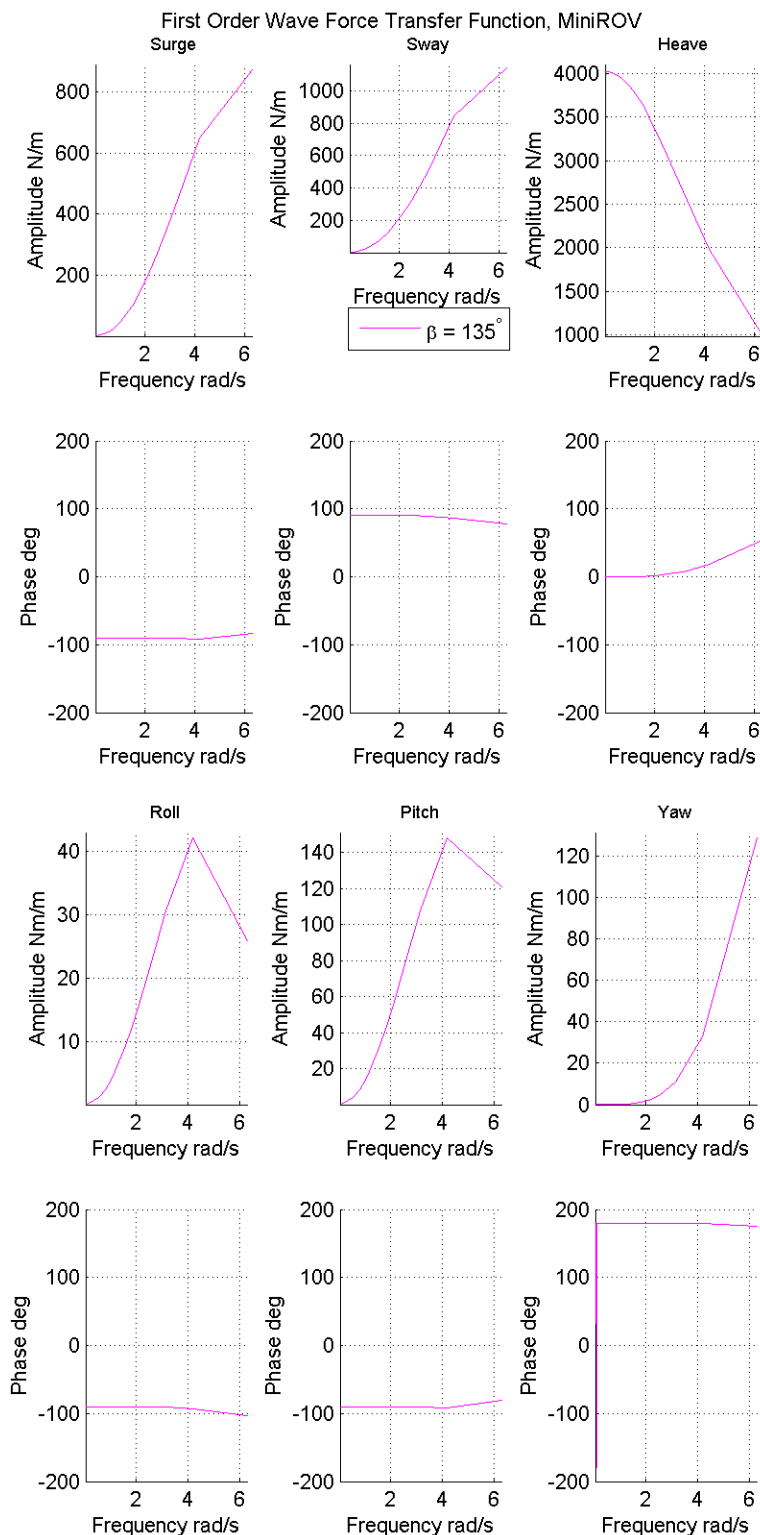 First Order Wave Force Transfer Function, MiniROV
Surge
Sway
Heave
800
600
400
200
Amplitude N/m
2 4 6
Frequency rad/s
1000
800
600
400
200
Amplitude N/m
2 4 6
Frequency rad/s
β = 135°
4000
3500
3000
2500
2000
1500
1000
Amplitude N/m
2 4 6
Frequency rad/s
200
100
0
-100
-200
Phase deg
2 4 6
Frequency rad/s
200
100
0
-100
-200
Phase deg
2 4 6
Frequency rad/s
200
100
0
-100
-200
Phase deg
2 4 6
Frequency rad/s
Roll
Pitch
Yaw
40
30
20
10
Amplitude Nm/m
2 4 6
Frequency rad/s
140
120
100
80
60
40
20
Amplitude Nm/m
2 4 6
Frequency rad/s
120
100
80
60
40
20
0
Amplitude Nm/m
2 4 6
Frequency rad/s
200
100
0
-100
-200
Phase deg
2 4 6
Frequency rad/s
200
100
0
-100
-200
Phase deg
2 4 6
Frequency rad/s
200
100
0
-100
-200
Phase deg
2 4 6
Frequency rad/s